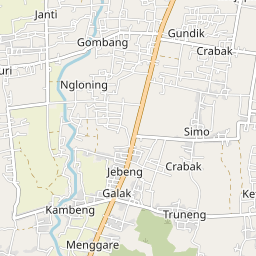 Janti
Gundik
Gombang
Crabak
uri
Ngloning
Simo
Crabak
Jebeng
Galak
Ke
Kambeng
Truneng
Menggare